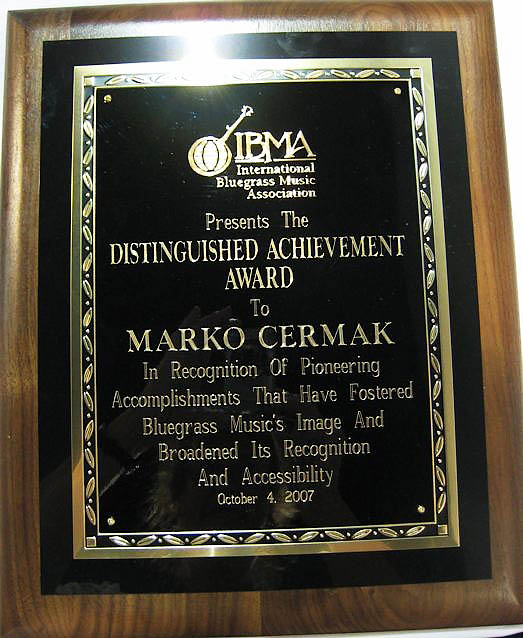 IBMA
International
Bluegrass Music
Association
Presents The
DISTINGUISHED ACHIEVEMENT
AWARD
To
MARKO CERMAK
In Recognition Of Pioneering
Accomplishments That Have Fostered
Bluegrass Music's Image And
Broadened Its Recognition
And Accessibility
October 4, 2007